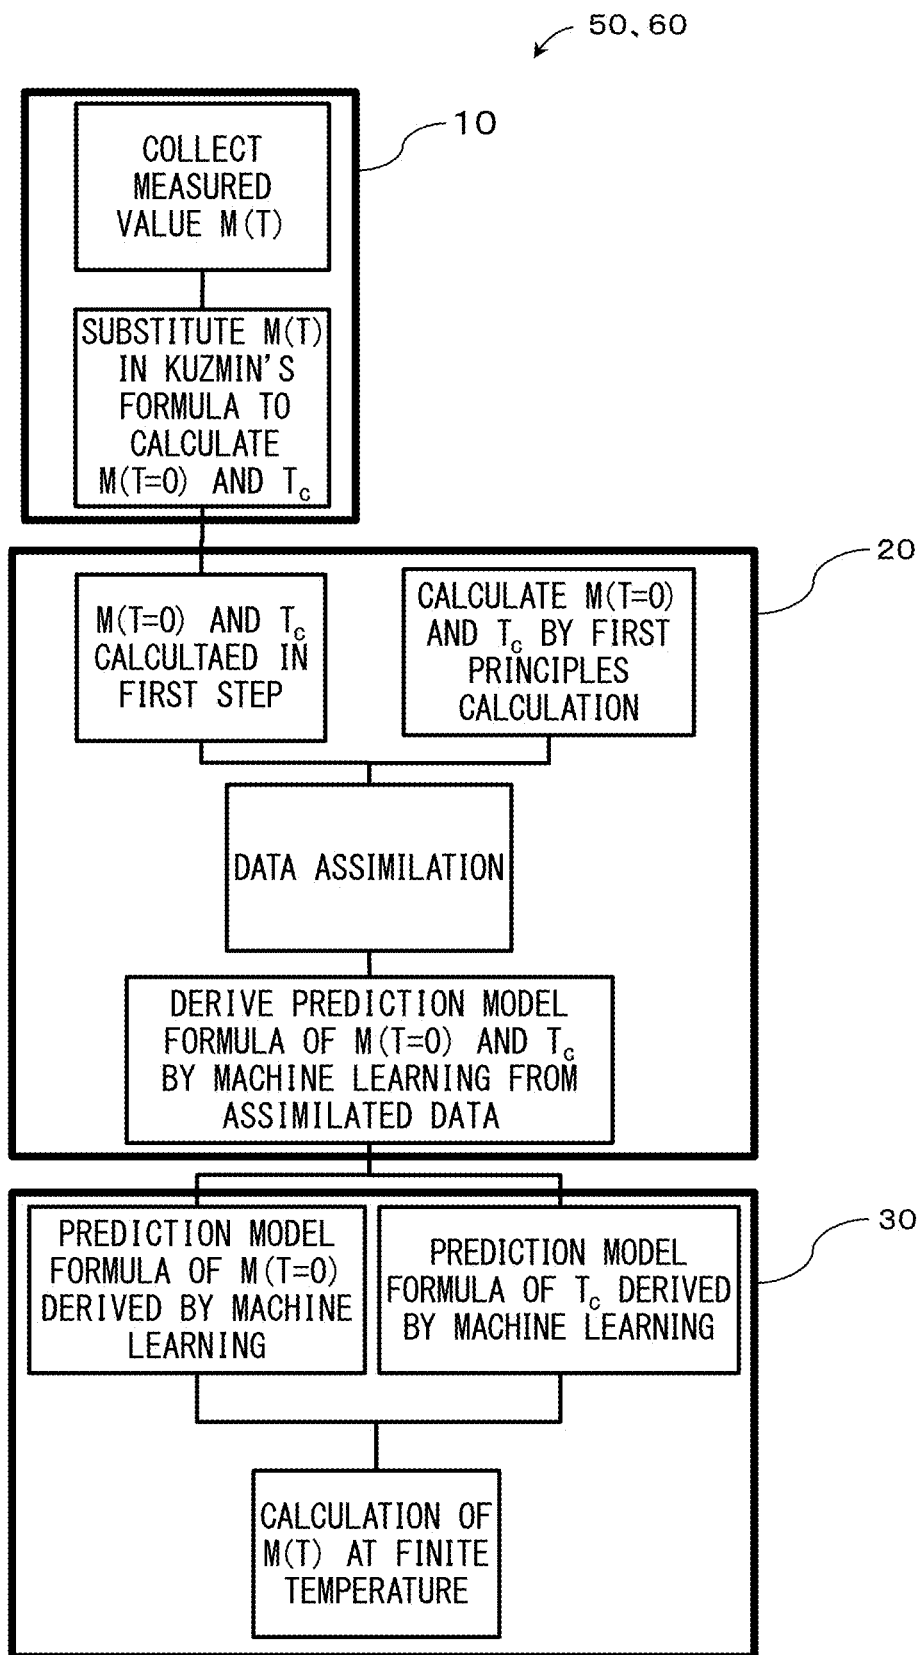 50、60
10
COLLECT
MEASURED
VALUE M(T)
SUBSTITUTE M(T)
IN KUZMIN'S
FORMULA TO
CALCULATE
M(T=0) AND Tc
20
M(T=0) AND Tc
CALCULTAED IN
FIRST STEP
CALCULATE M(T=0)
AND Tc BY FIRST
PRINCIPLES
CALCULATION
DATA ASSIMILATION
DERIVE PREDICTION MODEL
FORMULA OF M(T=0) AND Tc
BY MACHINE LEARNING FROM
ASSIMILATED DATA
30
PREDICTION MODEL
FORMULA OF M(T=0)
DERIVED BY MACHINE
LEARNING
PREDICTION MODEL
FORMULA OF Tc DERIVED
BY MACHINE LEARNING
CALCULATION OF
M(T) AT FINITE
TEMPERATURE